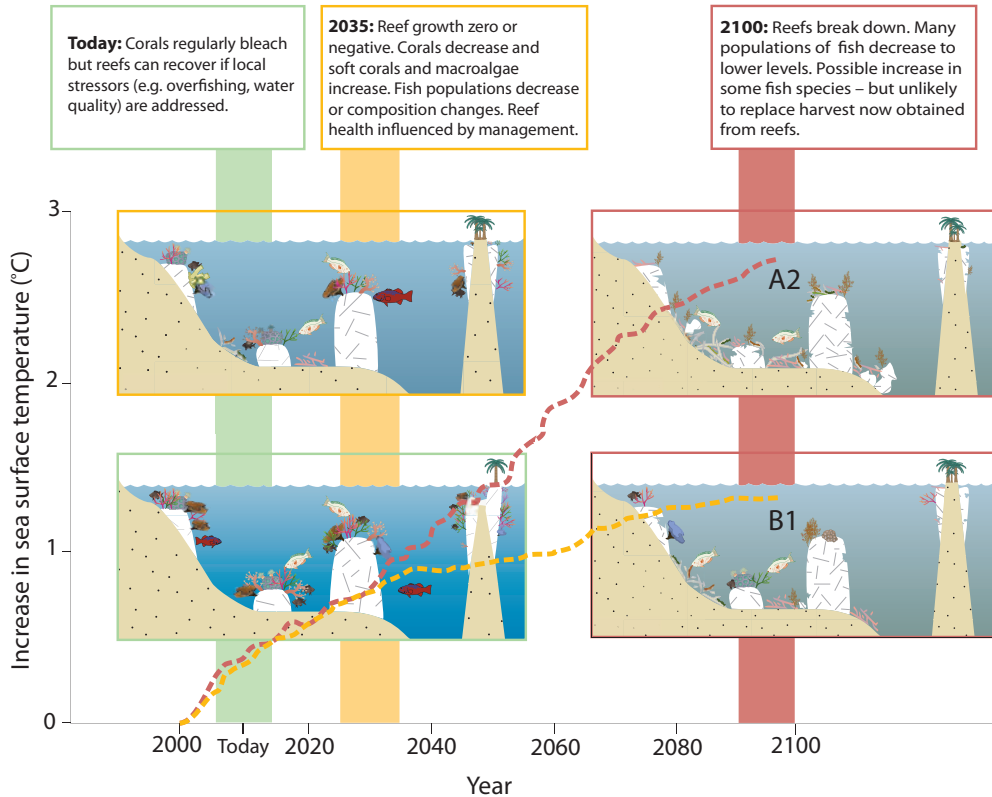 Today: Corals regularly bleach
but reefs can recover if local
stressors (e.g. overfishing, water
quality) are addressed.
2035: Reef growth zero or
negative. Corals decrease and
soft corals and macroalgae
increase. Fish populations decrease
or composition changes. Reef
health influenced by management.
2100: Reefs break down. Many
populations of fish decrease to
lower levels. Possible increase in
some fish species – but unlikely
to replace harvest now obtained
from reefs.
Increase in sea surface temperature (°C)
3
2
1
0
A2
B1
2000
Today
2020
2040
2060
2080
2100
Year